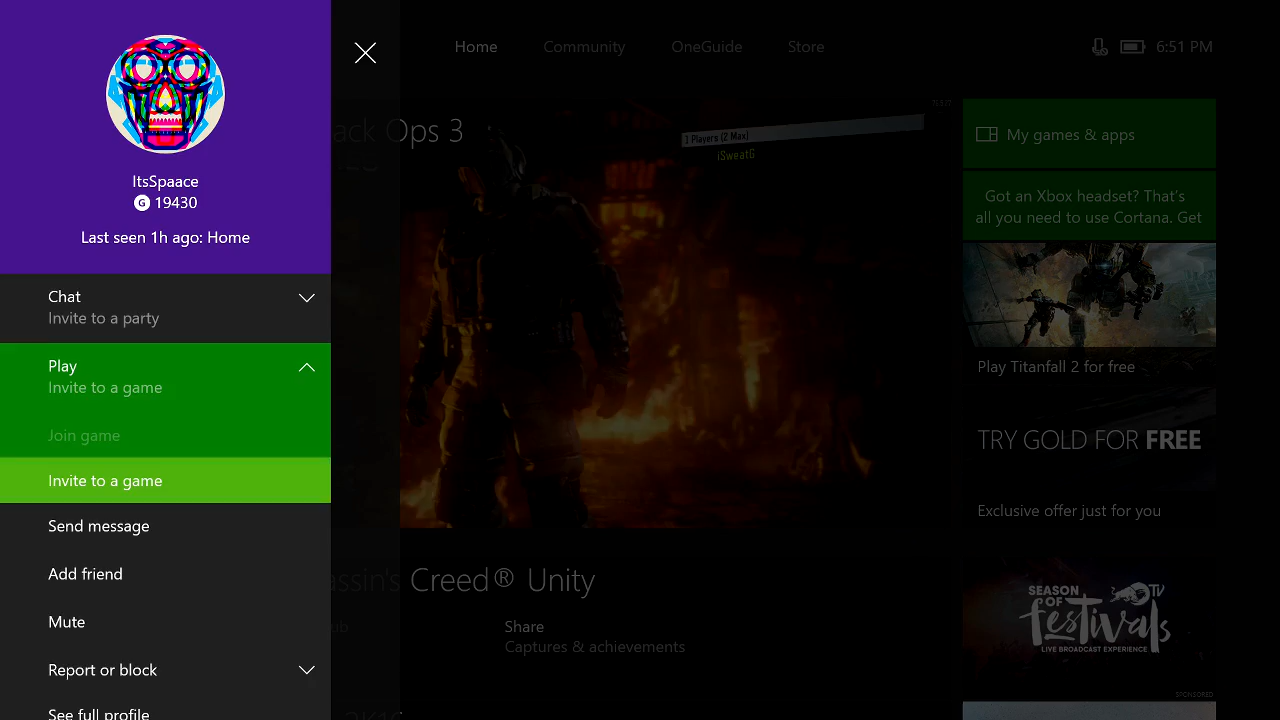 ItsSpaace
G 19430
Last seen 1h ago: Home
Chat
Invite to a party
Play
Invite to a game
Join game
Invite to a game
Send message
Add friend
Mute
Report or block
See full profile
Home Community OneGuide Store 6:51 PM
ack Ops 3
1 Players (2 Max)
iSweatG
assin's Creed® Unity
Share
Captures & achievements
My games & apps
Got an Xbox headset? That's
all you need to use Cortana. Get
Play Titanfall 2 for free
TRY GOLD FOR FREE
Exclusive offer just for you
SEASON OF festivals TV
LIVE BROADCAST EXPERIENCE
SPONSORED